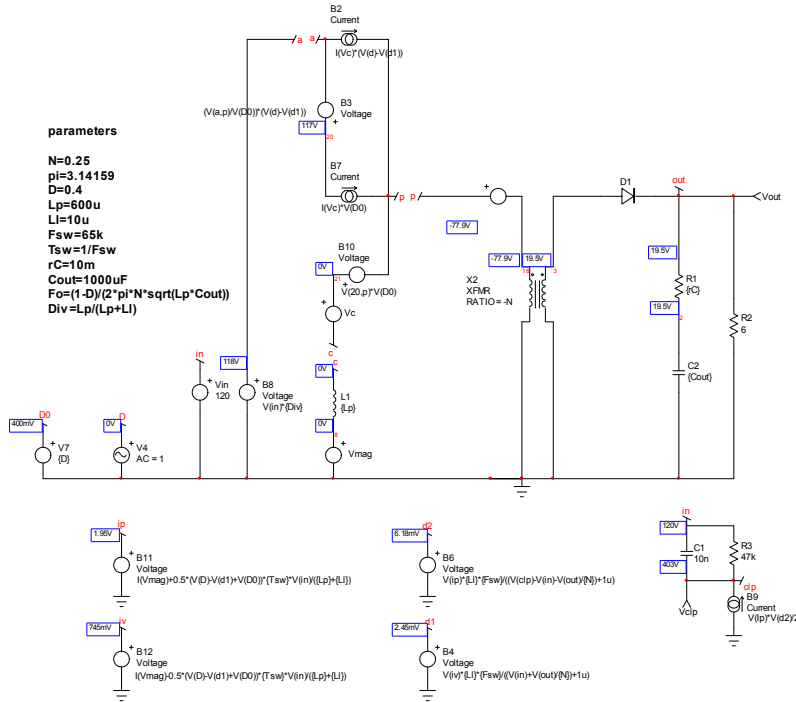 B2
Current
a
a
I(Vc)*(V(d)-V(d1))
(V(a,p)/V(D0))*(V(d)-V(d1))
B3
Voltage
117V
20
parameters
N=0.25
pi=3.14159
D=0.4
Lp=600u
Ll=10u
Fsw=65k
Tsw=1/Fsw
rC=10m
Cout=1000uF
Fo=(1-D)/(2*pi*N*sqrt(Lp*Cout))
Div=Lp/(Lp+Ll)
B7
Current
I(Vc)*V(D0)
p
p
-77.9V
D1
out
Vout
B10
Voltage
V(20,p)*V(D0)
0V
21
-77.9V
19.5V
18
3
X2
XFMR
RATIO = -N
19.5V
R1
{rC}
19.5V
2
R2
6
C2
{Cout}
Vc
c
c
0V
L1
{Lp}
0V
8
Vmag
in
118V
Vin
120
B8
Voltage
V(in)*{Div}
D0
400mV
V7
{D}
D
0V
V4
AC = 1
ip
1.95V
B11
Voltage
I(Vmag)+0.5*(V(D)-V(d1)+V(D0))*{Tsw}*V(in)/({Lp}+{Ll})
d2
6.18mV
B6
Voltage
V(ip)*{Ll}*{Fsw}/((V(clp)-V(in)-V(out)/{N})+1u)
in
120V
C1
10n
R3
47k
403V
clp
Vclp
B9
Current
V(Ip)*V(d2)/2
iv
745mV
B12
Voltage
I(Vmag)-0.5*(V(D)-V(d1)+V(D0))*{Tsw}*V(in)/({Lp}+{Ll})
d1
2.45mV
B4
Voltage
V(iv)*{Ll}*{Fsw}/((V(in)+V(out)/{N})+1u)